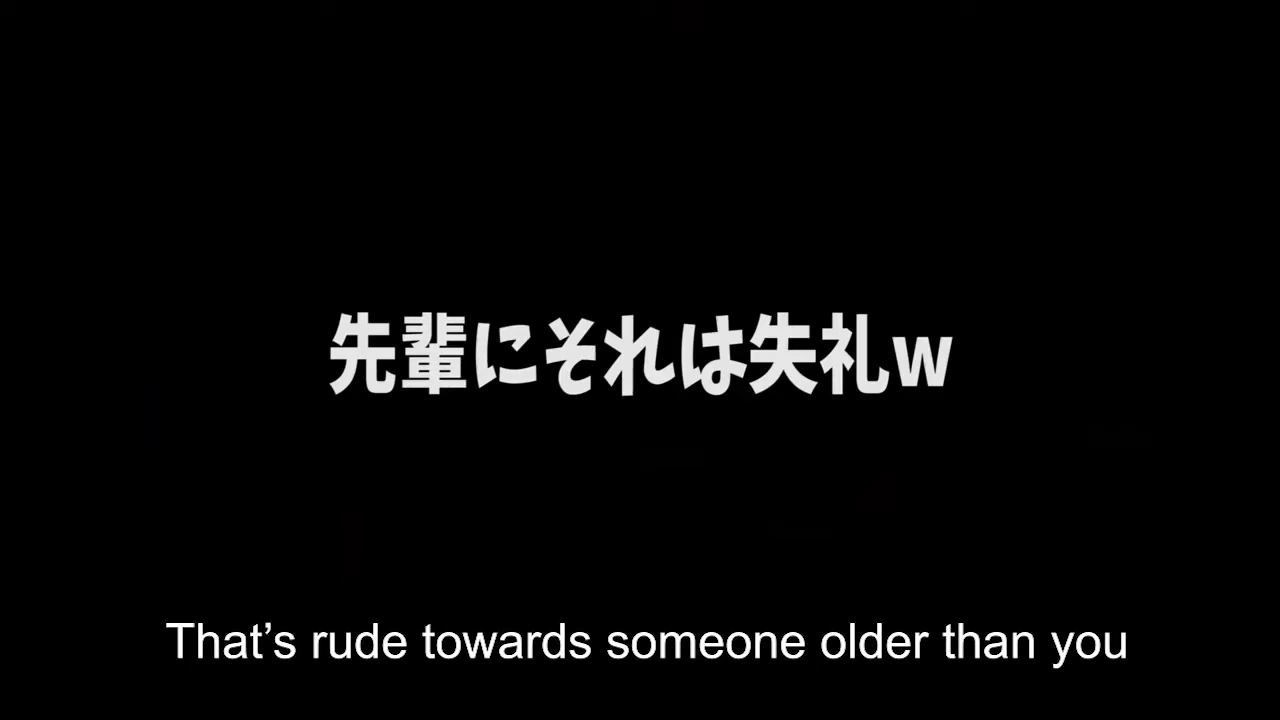 先輩にそれは失礼w
That’s rude towards someone older than you